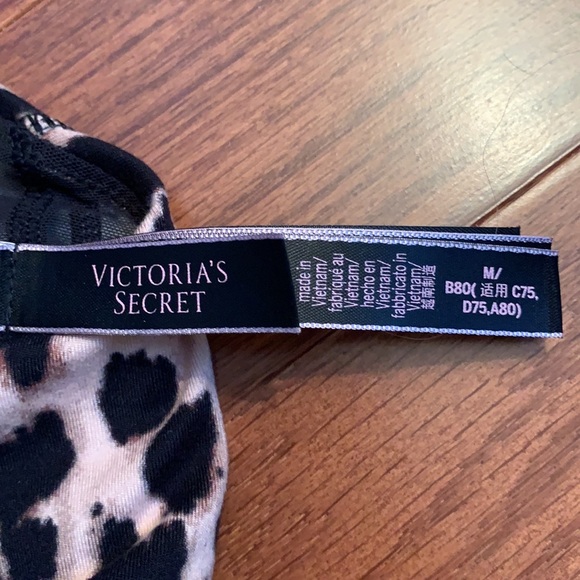 VICTORIA'S
SECRET
made in
Vietnam/
fabriqué au
Vietnam/
hecho en
Vietnam/
fabbricato in
越南制造
M/
B80( 适用 C75,
D75,A80)